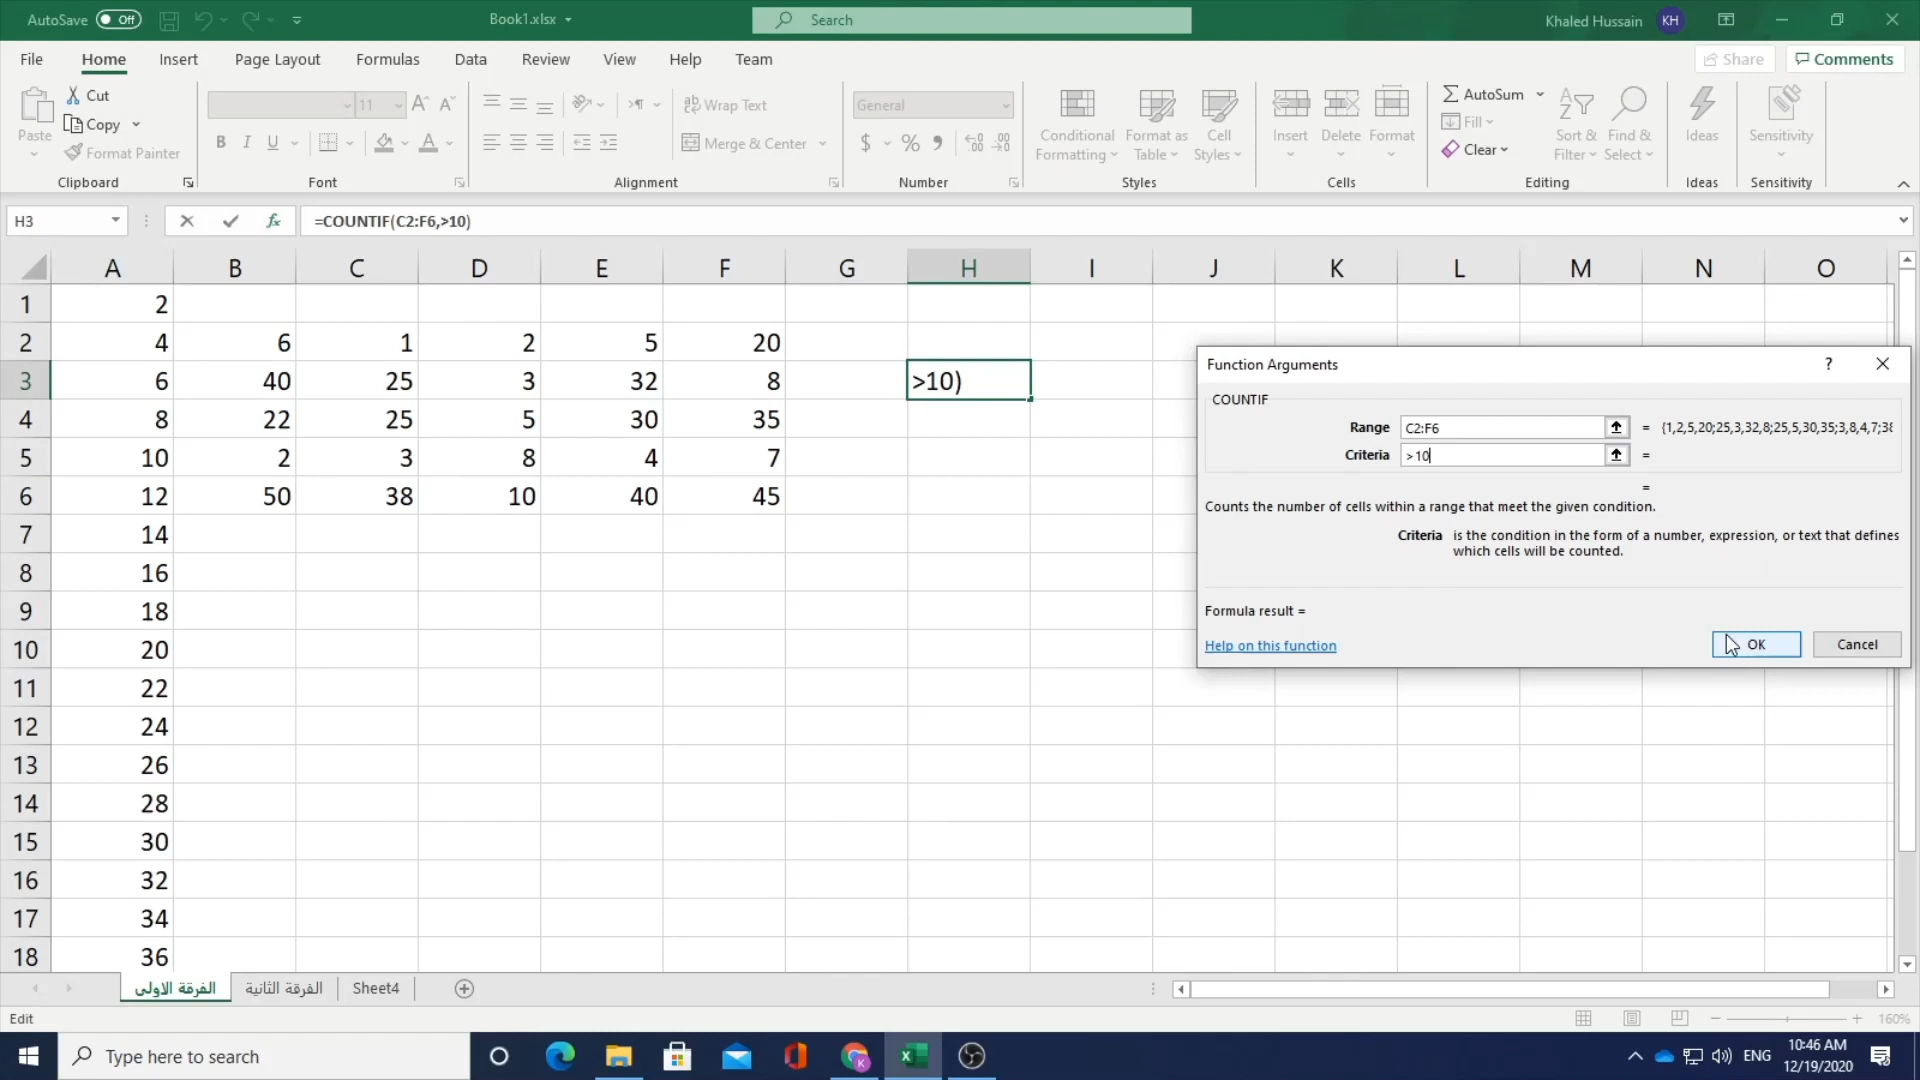 AutoSave Off Book1.xlsx Search Khaled Hussain KH
File Home Insert Page Layout Formulas Data Review View Help Team Share Comments
Paste Cut Copy Format Painter Clipboard
11 B I U Font
Wrap Text Merge & Center Alignment
General $ % Number
Conditional Formatting Format as Table Cell Styles Styles
Insert Delete Format Cells
AutoSum Fill Clear Sort & Filter Find & Select Editing
Ideas Ideas
Sensitivity Sensitivity
H3 fx =COUNTIF(C2:F6,>10)
A B C D E F G H I J K L M N O
1 2
2 4 6 1 2 5 20
3 6 40 25 3 32 8 >10)
4 8 22 25 5 30 35
5 10 2 3 8 4 7
6 12 50 38 10 40 45
7 14
8 16
9 18
10 20
11 22
12 24
13 26
14 28
15 30
16 32
17 34
18 36
Function Arguments ?
COUNTIF
Range C2:F6 = {1,2,5,20;25,3,32,8;25,5,30,35;3,8,4,7;38
Criteria >10 =
=
Counts the number of cells within a range that meet the given condition.
Criteria is the condition in the form of a number, expression, or text that defines
which cells will be counted.
Formula result =
Help on this function OK Cancel
الفرقة الاولى الفرقة الثانية Sheet4
Edit 160%
Type here to search ENG 10:46 AM
12/19/2020